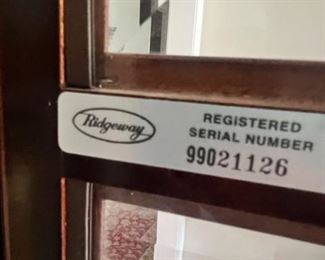 Ridgeway
REGISTERED
SERIAL NUMBER
99021126